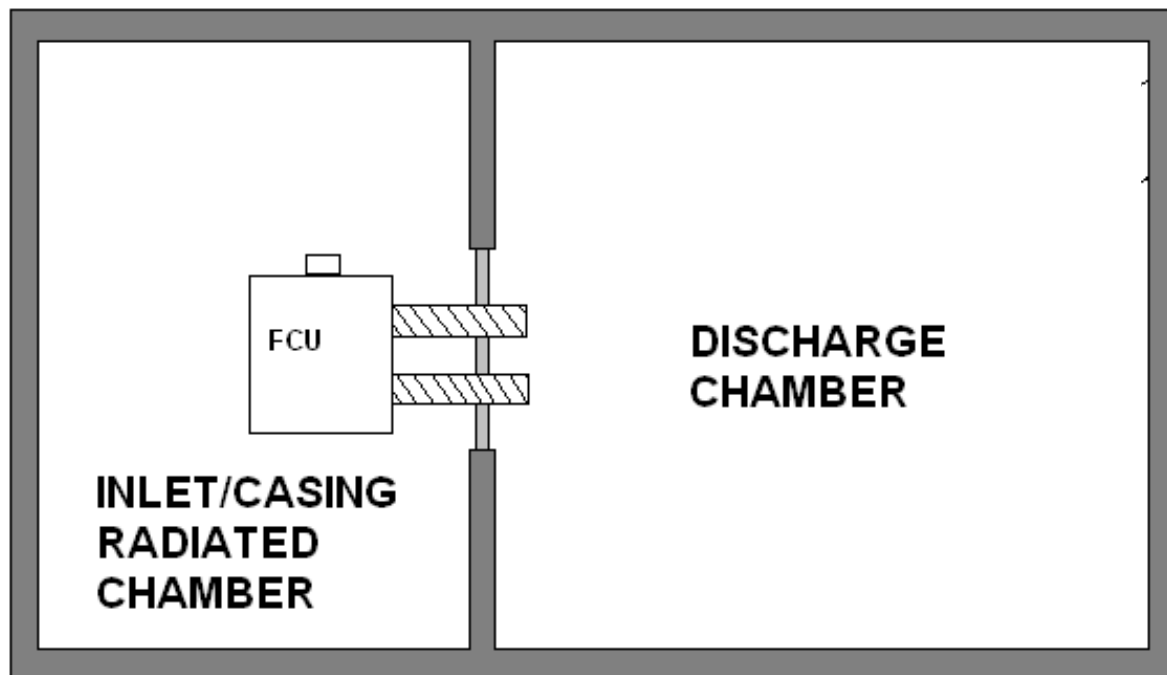 FCU
DISCHARGE
CHAMBER
INLET/CASING
RADIATED
CHAMBER